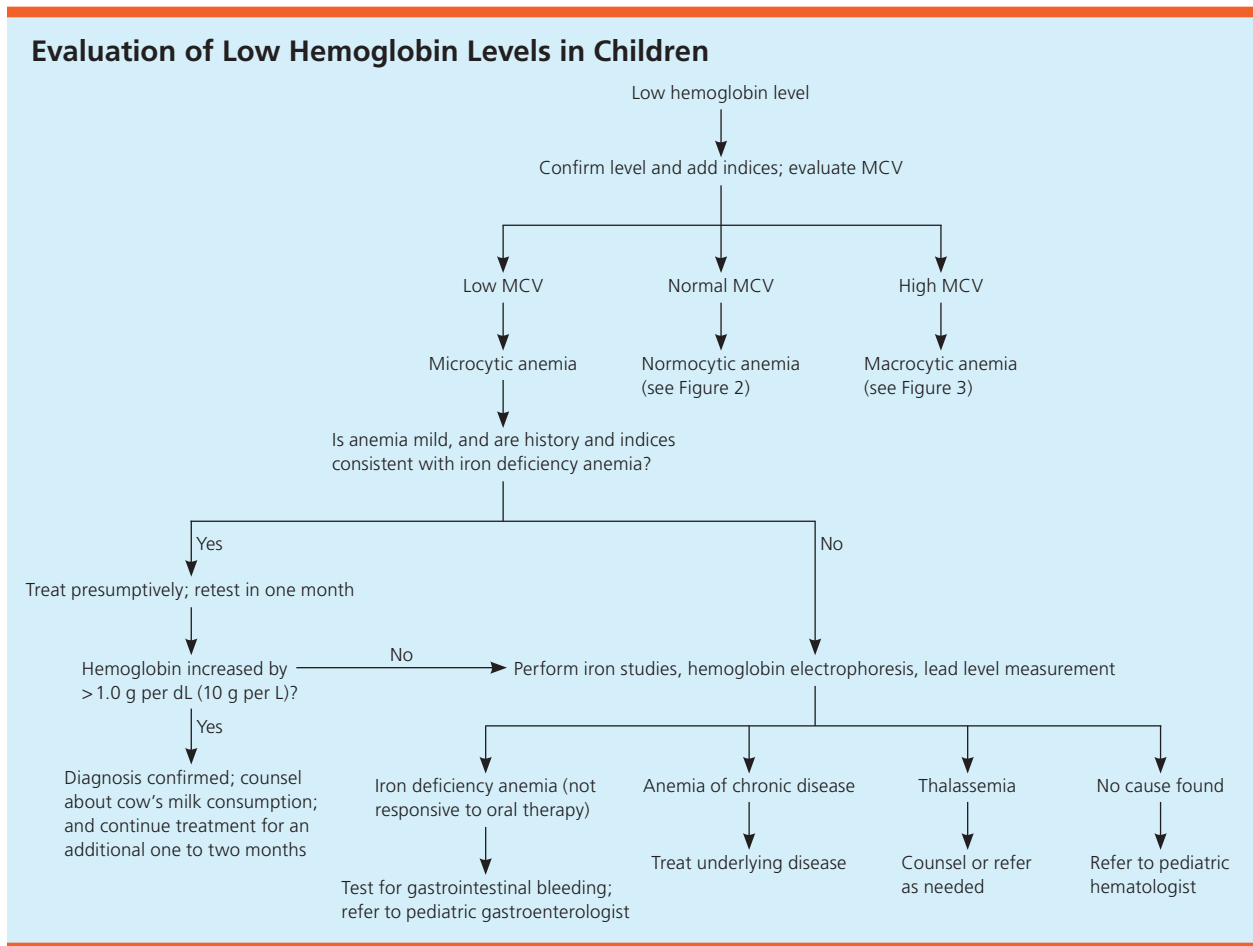 Evaluation of Low Hemoglobin Levels in Children
Low hemoglobin level
Confirm level and add indices; evaluate MCV
Low MCV
Normal MCV
High MCV
Microcytic anemia
Normocytic anemia
(see Figure 2)
Macrocytic anemia
(see Figure 3)
Is anemia mild, and are history and indices
consistent with iron deficiency anemia?
Yes
No
Treat presumptively; retest in one month
Hemoglobin increased by
>1.0 g per dL (10 g per L)?
No
Perform iron studies, hemoglobin electrophoresis, lead level measurement
Yes
Diagnosis confirmed; counsel
about cow's milk consumption;
and continue treatment for an
additional one to two months
Iron deficiency anemia (not
responsive to oral therapy)
Anemia of chronic disease
Thalassemia
No cause found
Test for gastrointestinal bleeding;
refer to pediatric gastroenterologist
Treat underlying disease
Counsel or refer
as needed
Refer to pediatric
hematologist